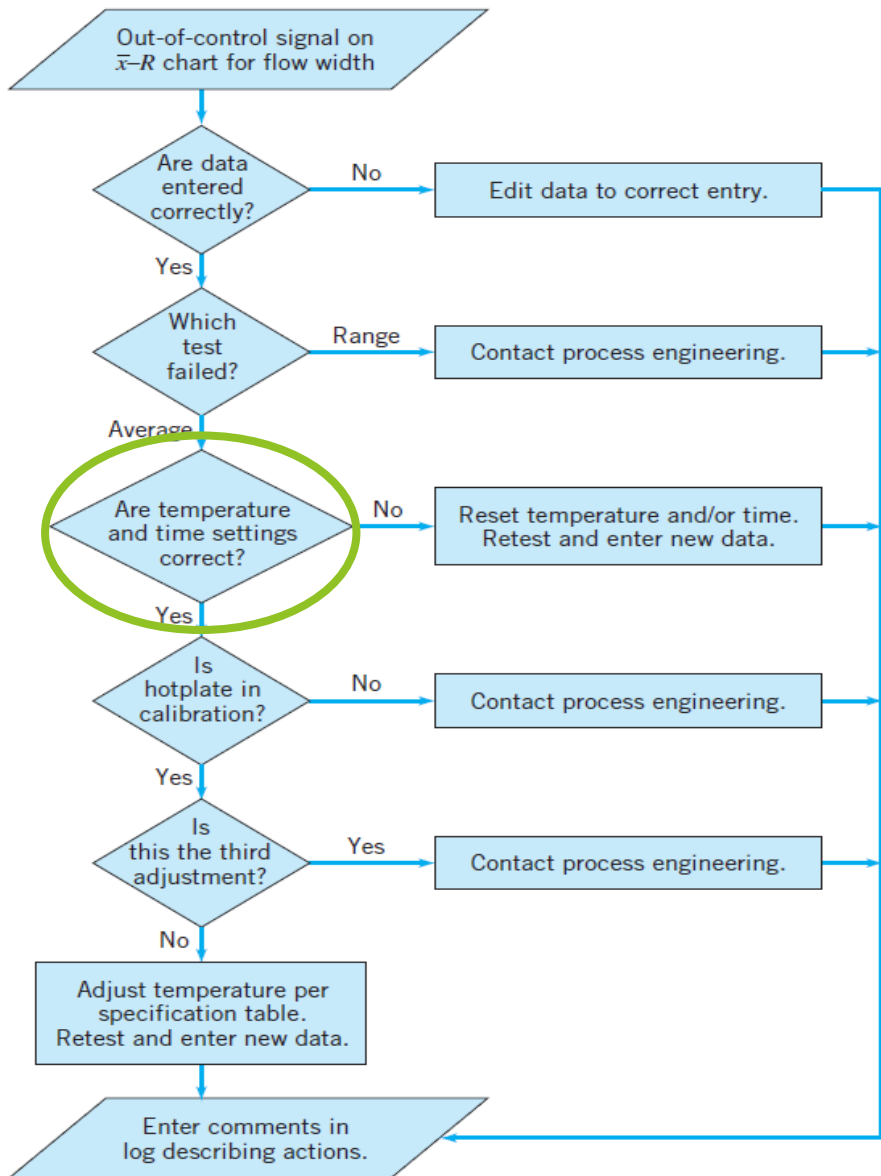 Out-of-control signal on
x̄–R chart for flow width
Are data
entered
correctly?
No
Edit data to correct entry.
Yes
Which
test
failed?
Range
Contact process engineering.
Average
Are temperature
and time settings
correct?
No
Reset temperature and/or time.
Retest and enter new data.
Yes
Is
hotplate in
calibration?
No
Contact process engineering.
Yes
Is
this the third
adjustment?
Yes
Contact process engineering.
No
Adjust temperature per
specification table.
Retest and enter new data.
Enter comments in
log describing actions.